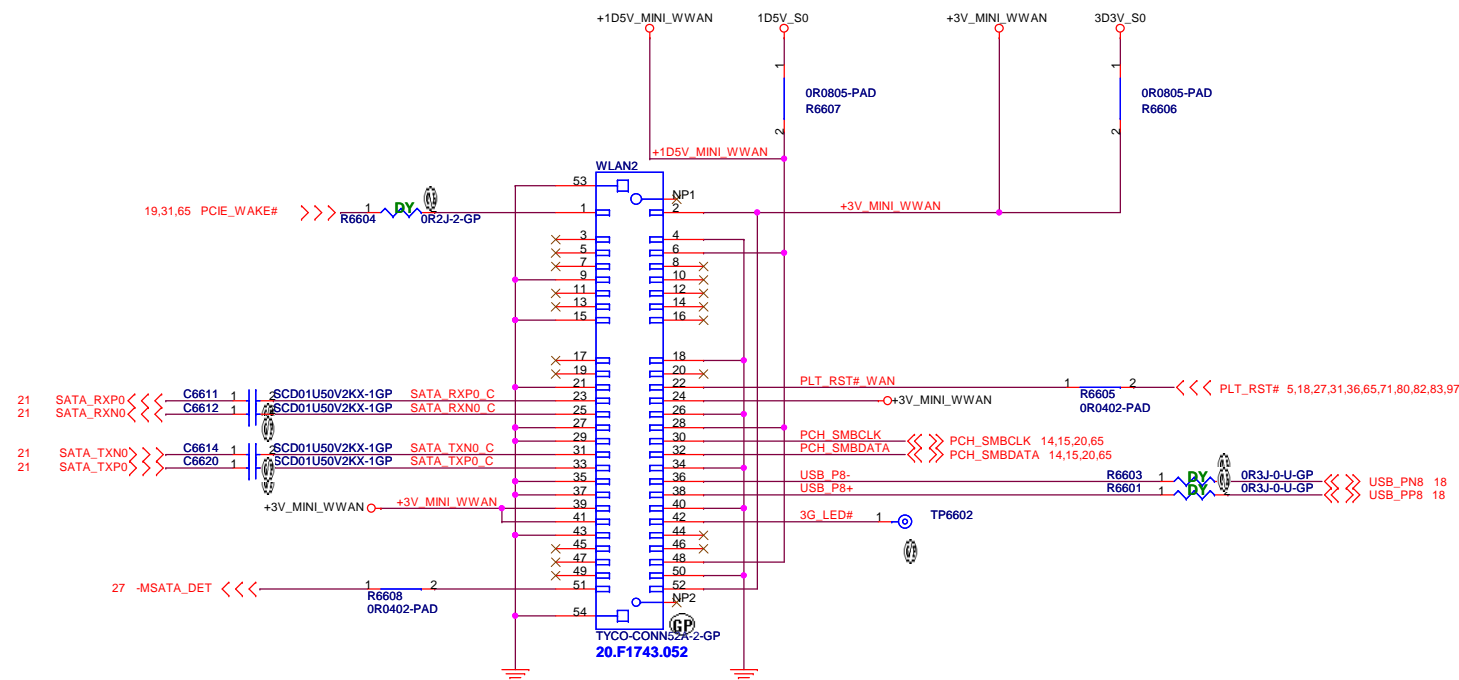 +1D5V_MINI_WWAN 1D5V_S0 +3V_MINI_WWAN 3D3V_S0
1 1
0R0805-PAD 0R0805-PAD
R6607 R6606
2 2
+1D5V_MINI_WWAN
WLAN2
53
NP1
19,31,65 PCIE_WAKE# 1 DY 1 2 +3V_MINI_WWAN
R6604 0R2J-2-GP
3 4
5 6
7 8
9 10
11 12
13 14
15 16
17 18
19 20
21 22 PLT_RST#_WAN 1 2 PLT_RST# 5,18,27,31,36,65,71,80,82,83,97
R6605
0R0402-PAD
21 SATA_RXP0 C6611 1 2 SCD01U50V2KX-1GP SATA_RXP0_C 23 24 +3V_MINI_WWAN
21 SATA_RXN0 C6612 1 SCD01U50V2KX-1GP SATA_RXN0_C 25 26
27 28
29 30 PCH_SMBCLK PCH_SMBCLK 14,15,20,65
21 SATA_TXN0 C6614 1 2 SCD01U50V2KX-1GP SATA_TXN0_C 31 32 PCH_SMBDATA PCH_SMBDATA 14,15,20,65
21 SATA_TXP0 C6620 1 SCD01U50V2KX-1GP SATA_TXP0_C 33 34
35 36 USB_P8- R6603 1 DY 0R3J-0-U-GP USB_PN8 18
37 38 USB_P8+ R6601 1 DY 0R3J-0-U-GP USB_PP8 18
+3V_MINI_WWAN +3V_MINI_WWAN 39 40
41 42 3G_LED# 1 TP6602
43 44
45 46
47 48
49 50
27 -MSATA_DET 1 2 51 52
R6608
0R0402-PAD
NP2
54
GP
TYCO-CONN52A-2-GP
20.F1743.052